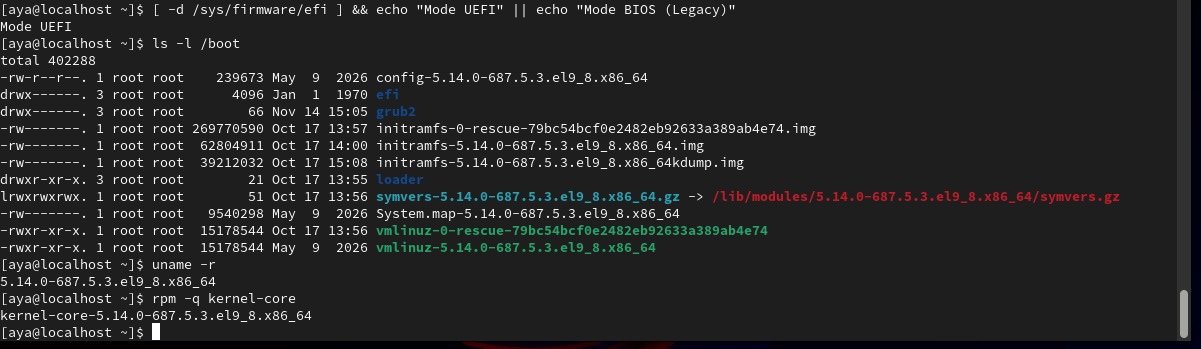 [aya@localhost ~]$ [ -d /sys/firmware/efi ] && echo "Mode UEFI" || echo "Mode BIOS (Legacy)"
Mode UEFI
[aya@localhost ~]$ ls -l /boot
total 402288
-rw-r--r--. 1 root root    239673 May  9  2026 config-5.14.0-687.5.3.el9_8.x86_64
drwx------. 3 root root      4096 Jan  1  1970 efi
drwx------. 3 root root        66 Nov 14 15:05 grub2
-rw-------. 1 root root 269770590 Oct 17 13:57 initramfs-0-rescue-79bc54bcf0e2482eb92633a389ab4e74.img
-rw-------. 1 root root  62804911 Oct 17 14:00 initramfs-5.14.0-687.5.3.el9_8.x86_64.img
-rw-------. 1 root root  39212032 Oct 17 15:08 initramfs-5.14.0-687.5.3.el9_8.x86_64kdump.img
drwxr-xr-x. 3 root root        21 Oct 17 13:55 loader
lrwxrwxrwx. 1 root root        51 Oct 17 13:56 symvers-5.14.0-687.5.3.el9_8.x86_64.gz -> /lib/modules/5.14.0-687.5.3.el9_8.x86_64/symvers.gz
-rw-------. 1 root root   9540298 May  9  2026 System.map-5.14.0-687.5.3.el9_8.x86_64
-rwxr-xr-x. 1 root root  15178544 Oct 17 13:56 vmlinuz-0-rescue-79bc54bcf0e2482eb92633a389ab4e74
-rwxr-xr-x. 1 root root  15178544 May  9  2026 vmlinuz-5.14.0-687.5.3.el9_8.x86_64
[aya@localhost ~]$ uname -r
5.14.0-687.5.3.el9_8.x86_64
[aya@localhost ~]$ rpm -q kernel-core
kernel-core-5.14.0-687.5.3.el9_8.x86_64
[aya@localhost ~]$